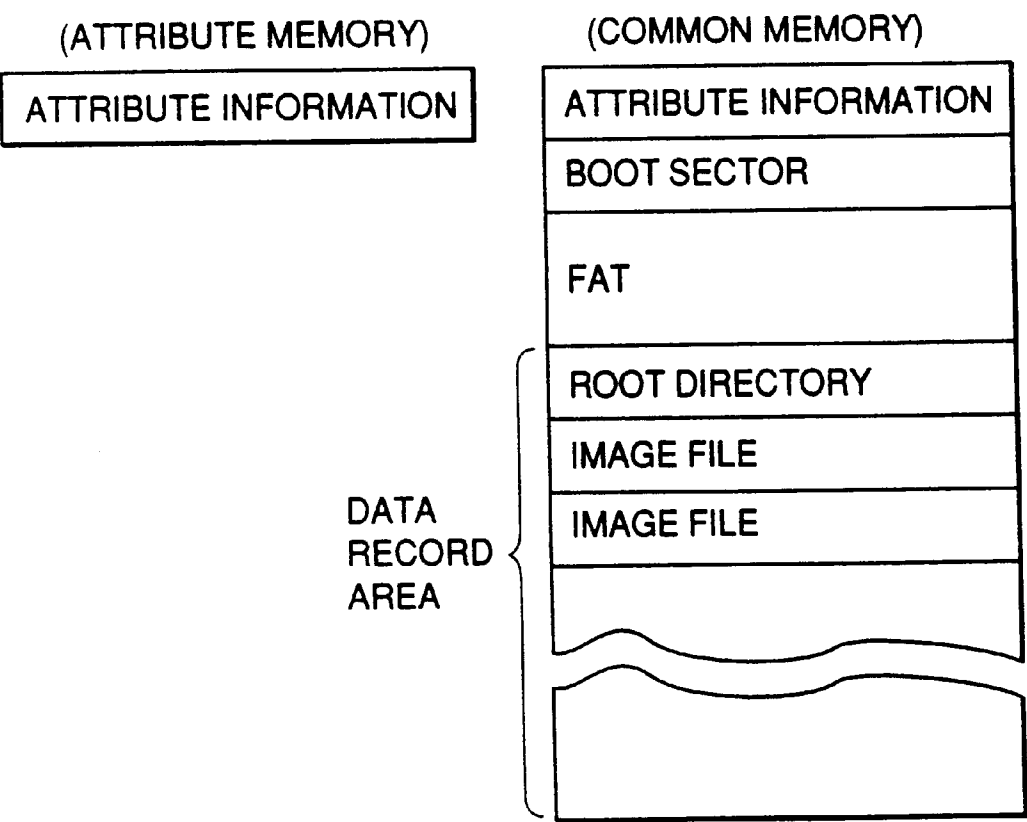 (ATTRIBUTE MEMORY)
ATTRIBUTE INFORMATION
(COMMON MEMORY)
ATTRIBUTE INFORMATION
BOOT SECTOR
FAT
ROOT DIRECTORY
IMAGE FILE
IMAGE FILE
DATA
RECORD
AREA